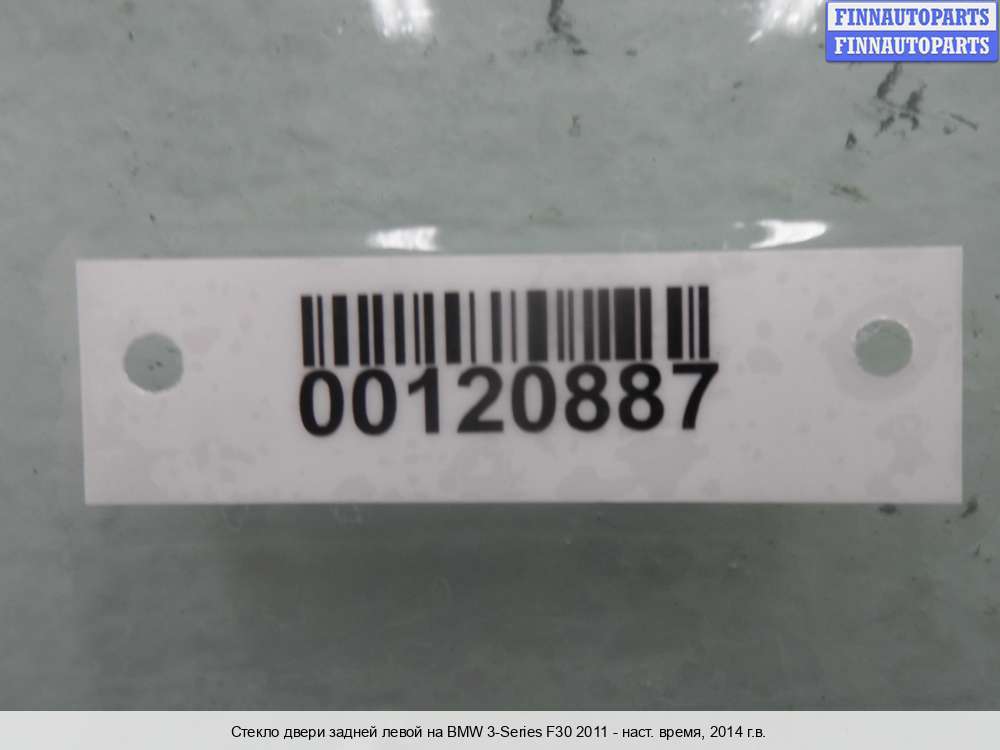 FINNAUTOPARTS
FINNAUTOPARTS
00120887
Стекло двери задней левой на BMW 3-Series F30 2011 - наст. время, 2014 г.в.